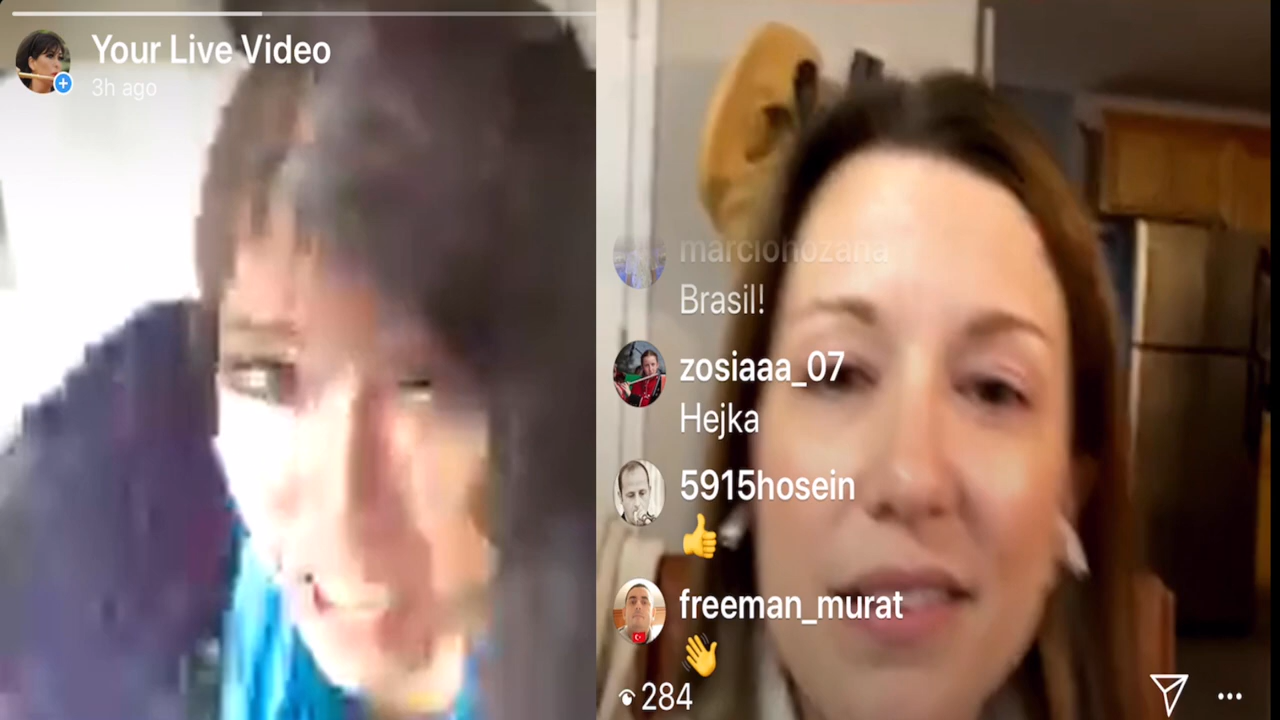 Your Live Video
3h ago
marciohozana
Brasil!
zosiaaa_07
Hejka
5915hosein
👍
freeman_murat
👋
284